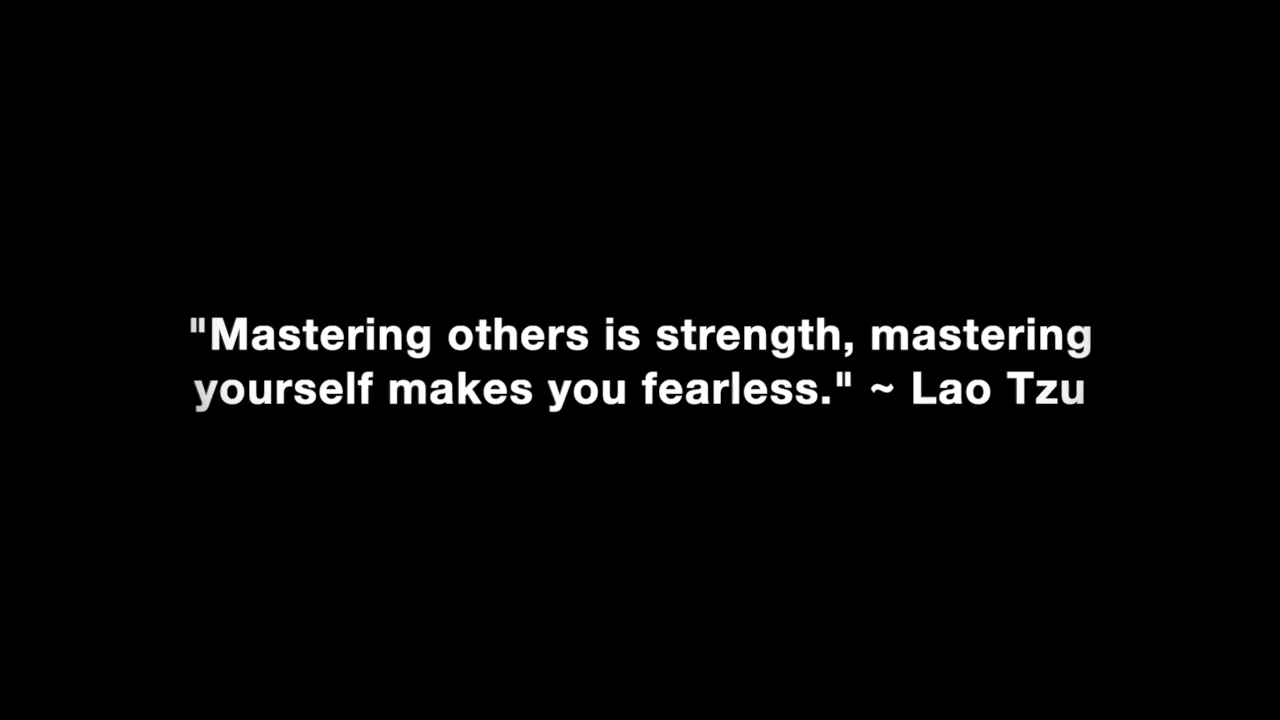 "Mastering others is strength, mastering
yourself makes you fearless." ~ Lao Tzu